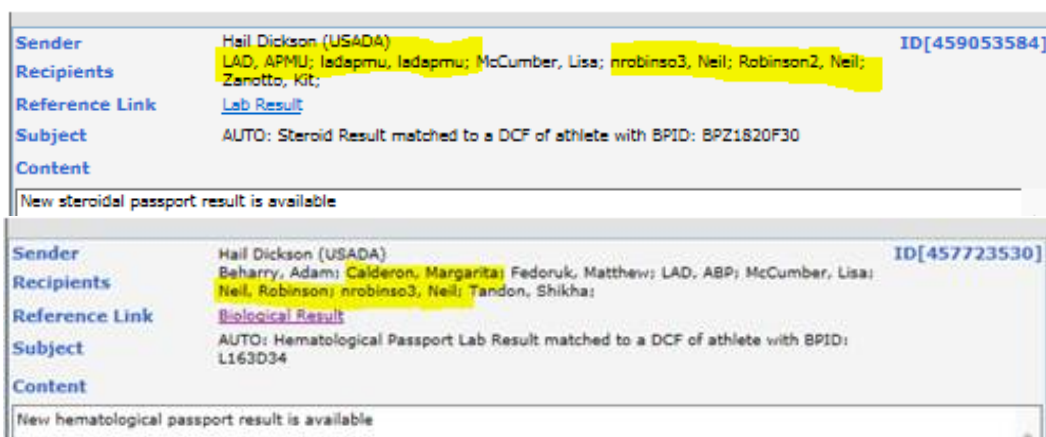 Sender Hail Dickson (USADA) ID[459053584]
Recipients LAD, APMU; ladapmu, ladapmu; McCumber, Lisa; nrobinso3, Neil; Robinson2, Neil;
Zanotto, Kit;
Reference Link Lab Result
Subject AUTO: Steroid Result matched to a DCF of athlete with BPID: BPZ1820F30
Content
New steroidal passport result is available
Sender Hail Dickson (USADA) ID[457723530]
Recipients Beharry, Adam; Calderon, Margarita; Fedoruk, Matthew; LAD, ABP; McCumber, Lisa;
Neil, Robinson; nrobinso3, Neil; Tandon, Shikha;
Reference Link Biological Result
Subject AUTO: Hematological Passport Lab Result matched to a DCF of athlete with BPID:
L163D34
Content
New hematological passport result is available